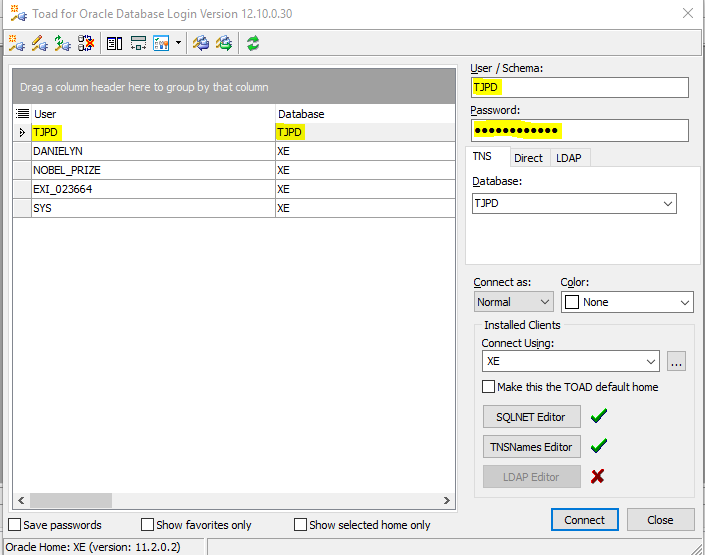 Toad for Oracle Database Login Version 12.10.0.30
Drag a column header here to group by that column
User Database
TJPD TJPD
DANIELYN XE
NOBEL_PRIZE XE
EXI_023664 XE
SYS XE
Save passwords Show favorites only Show selected home only
User / Schema:
TJPD
Password:
●●●●●●●●●●●●
TNS Direct LDAP
Database:
TJPD
Connect as: Color:
Normal None
Installed Clients
Connect Using:
XE ...
Make this the TOAD default home
SQLNET Editor
TNSNames Editor
LDAP Editor
Connect Close
Oracle Home: XE (version: 11.2.0.2)